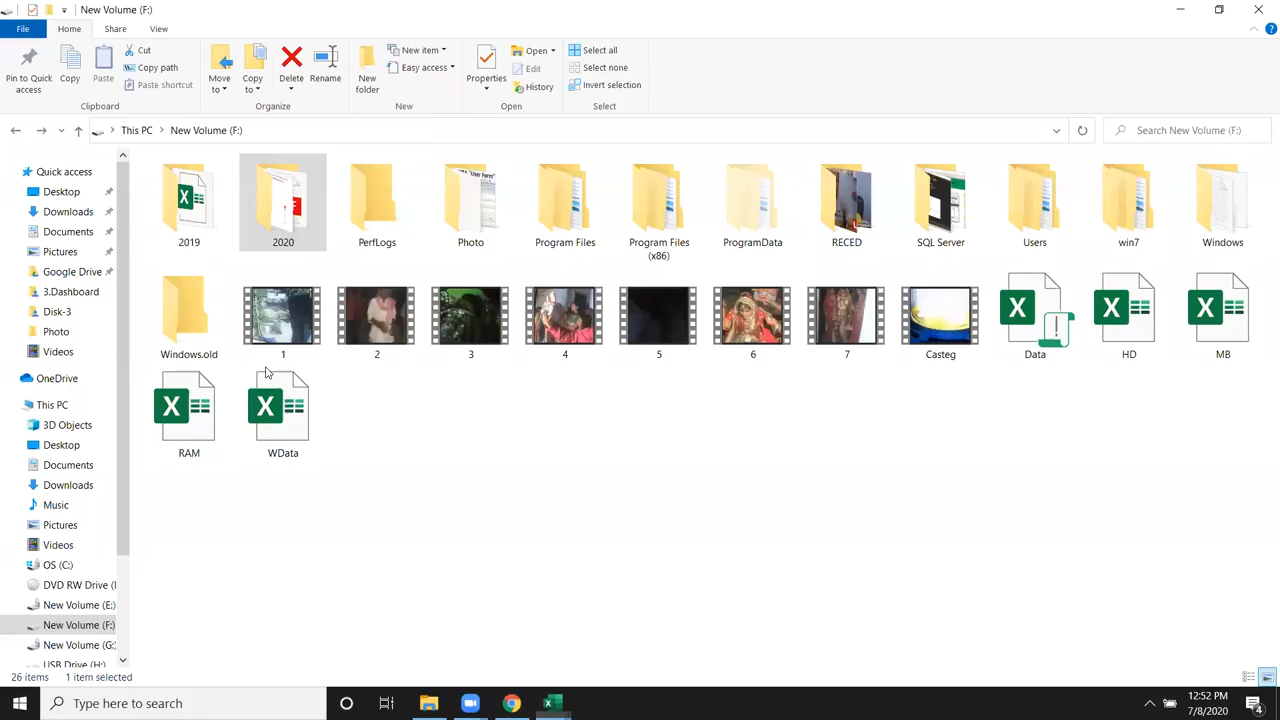 New Volume (F:)
File
Home
Share
View
Pin to Quick
access
Copy
Paste
Cut
Copy path
Paste shortcut
Clipboard
Move
to
Copy
to
Delete
Rename
Organize
New
folder
New item
Easy access
New
Properties
Open
Edit
History
Open
Select all
Select none
Invert selection
Select
This PC
New Volume (F:)
Search New Volume (F:)
Quick access
Desktop
Downloads
Documents
Pictures
Google Drive
3.Dashboard
Disk-3
Photo
Videos
OneDrive
This PC
3D Objects
Desktop
Documents
Downloads
Music
Pictures
Videos
OS (C:)
DVD RW Drive (
New Volume (E:)
New Volume (F:)
New Volume (G:
USB Drive (H:)
2019
2020
PerfLogs
Photo
Program Files
Program Files
(x86)
ProgramData
RECED
SQL Server
Users
win7
Windows
Windows.old
1
2
3
4
5
6
7
Casteg
Data
HD
MB
RAM
WData
26 items
1 item selected
Type here to search
12:52 PM
7/8/2020
4